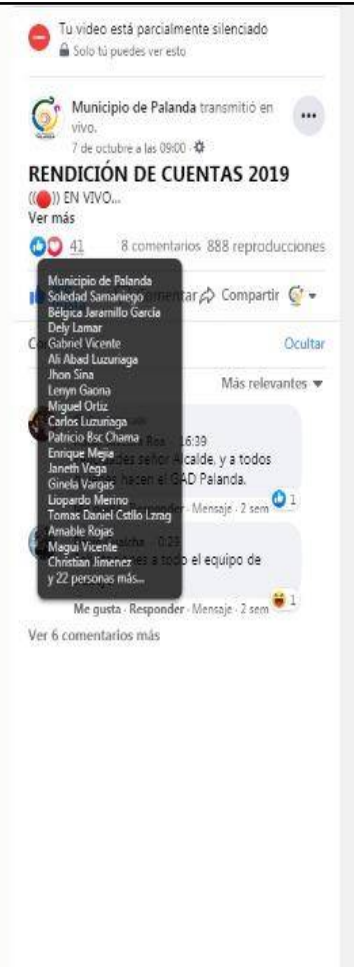 Tu video está parcialmente silenciado
Solo tú puedes ver esto
Municipio de Palanda transmitió en
vivo.
7 de octubre a las 09:00 ·
RENDICIÓN DE CUENTAS 2019
((🔴)) EN VIVO...
Ver más
41 8 comentarios 888 reproducciones
Municipio de Palanda
Soledad Samaniego
Bélgica Jaramillo García
Dely Lamar
Gabriel Vicente
Ali Abad Luzuriaga
Jhon Sina
Lenyn Gaona
Miguel Ortiz
Carlos Luzuriaga
Patricio Bsc Chama
Enrique Mejia
Janeth Vega
Ginela Vargas
Liopardo Merino
Tomas Daniel Cstllo Lzrag
Amable Rojas
Magui Vicente
Christian Jimenez
y 22 personas más...
Compartir
Ocultar
Más relevantes
16:39
señor Alcalde, y a todos
hacen el GAD Palanda.
Responder · Mensaje · 2 sem
1
0:23
a todo el equipo de
Me gusta · Responder · Mensaje · 2 sem
1
Ver 6 comentarios más